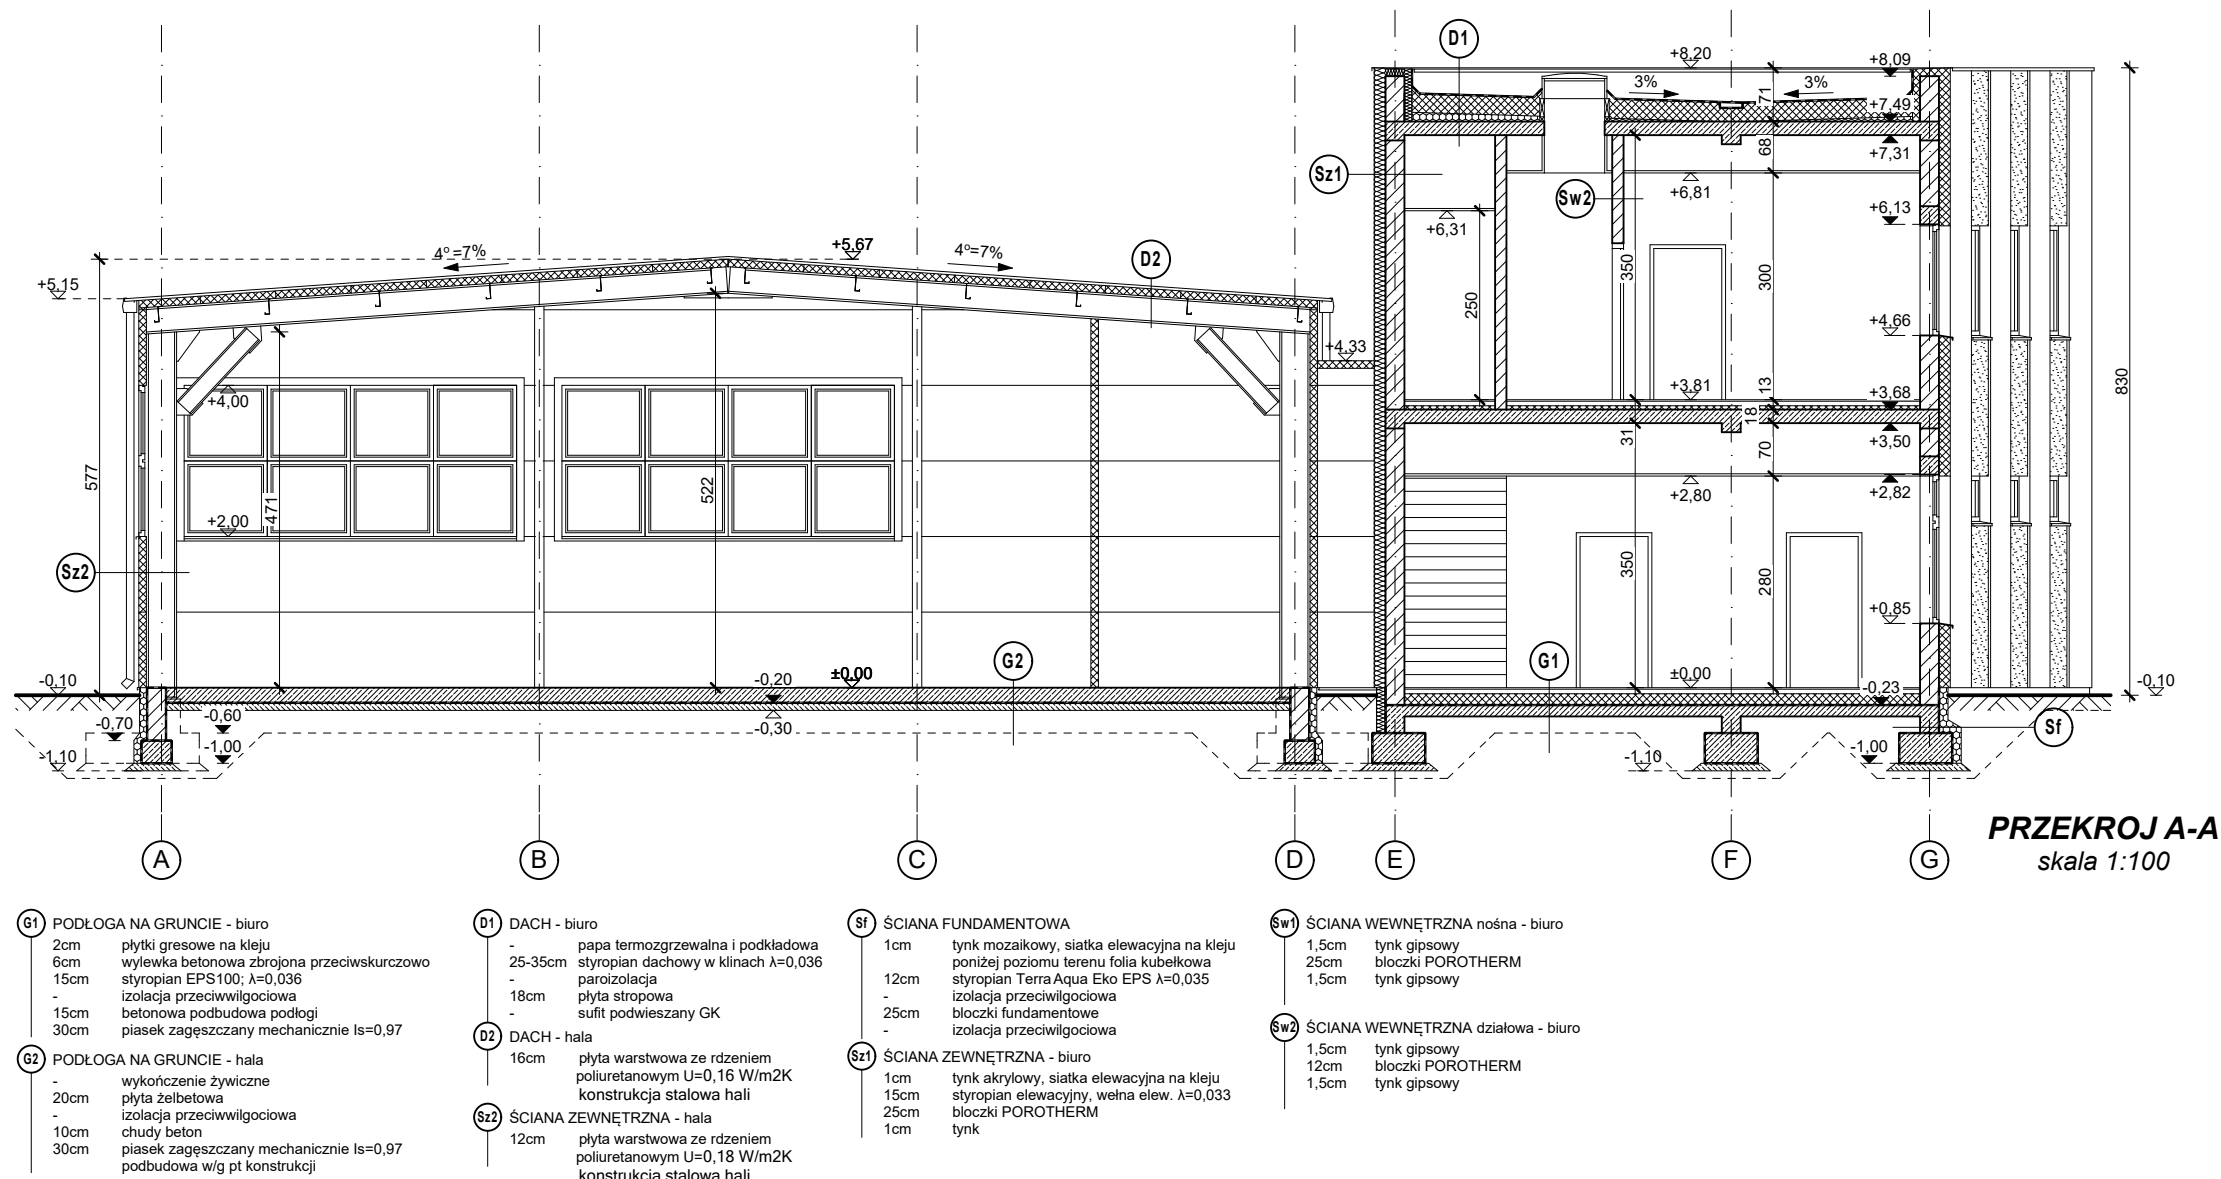 D1
+8,20
+8,09
3%
3%
71
+7,49
68
+7,31
Sz1
Sw2
+6,81
+6,13
+6,31
350
300
250
+4,66
4º=7%
+5,67
4º=7%
D2
+5,15
+4,33
+4,00
+3,81
13
+3,68
18
31
70
+3,50
830
577
471
522
+2,00
+2,80
+2,82
Sz2
350
280
+0,85
G2
G1
-0,10
-0,20
±0,00
±0,00
-0,23
-0,10
-0,70
-0,60
-0,30
Sf
-1,10
-1,00
-1,10
-1,00
A
B
C
D
E
F
G
PRZEKROJ A-A
skala 1:100
G1 PODŁOGA NA GRUNCIE - biuro
2cm płytki gresowe na kleju
6cm wylewka betonowa zbrojona przeciwskurczowo
15cm styropian EPS100; λ=0,036
- izolacja przeciwwilgociowa
15cm betonowa podbudowa podłogi
30cm piasek zagęszczany mechanicznie Is=0,97
G2 PODŁOGA NA GRUNCIE - hala
- wykończenie żywiczne
20cm płyta żelbetowa
- izolacja przeciwwilgociowa
10cm chudy beton
30cm piasek zagęszczany mechanicznie Is=0,97
podbudowa w/g pt konstrukcji
D1 DACH - biuro
- papa termozgrzewalna i podkładowa
25-35cm styropian dachowy w klinach λ=0,036
- paroizolacja
18cm płyta stropowa
- sufit podwieszany GK
D2 DACH - hala
16cm płyta warstwowa ze rdzeniem
poliuretanowym U=0,16 W/m2K
konstrukcja stalowa hali
Sz2 ŚCIANA ZEWNĘTRZNA - hala
12cm płyta warstwowa ze rdzeniem
poliuretanowym U=0,18 W/m2K
konstrukcja stalowa hali
Sf ŚCIANA FUNDAMENTOWA
1cm tynk mozaikowy, siatka elewacyjna na kleju
poniżej poziomu terenu folia kubełkowa
12cm styropian Terra Aqua Eko EPS λ=0,035
- izolacja przeciwilgociowa
25cm bloczki fundamentowe
- izolacja przeciwilgociowa
Sz1 ŚCIANA ZEWNĘTRZNA - biuro
1cm tynk akrylowy, siatka elewacyjna na kleju
15cm styropian elewacyjny, wełna elew. λ=0,033
25cm bloczki POROTHERM
1cm tynk
Sw1 ŚCIANA WEWNĘTRZNA nośna - biuro
1,5cm tynk gipsowy
25cm bloczki POROTHERM
1,5cm tynk gipsowy
Sw2 ŚCIANA WEWNĘTRZNA działowa - biuro
1,5cm tynk gipsowy
12cm bloczki POROTHERM
1,5cm tynk gipsowy